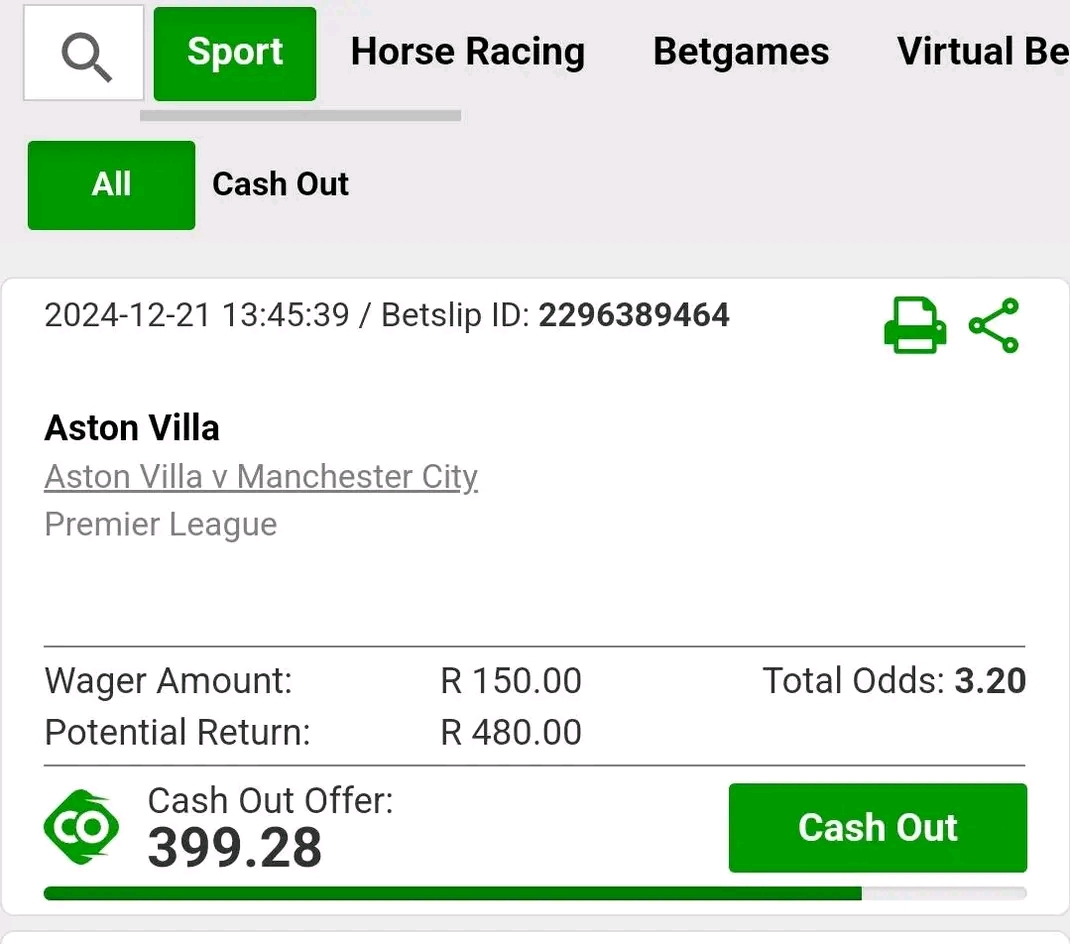 Sport Horse Racing Betgames Virtual Be
All Cash Out
2024-12-21 13:45:39 / Betslip ID: 2296389464
Aston Villa
Aston Villa v Manchester City
Premier League
Wager Amount: R 150.00 Total Odds: 3.20
Potential Return: R 480.00
CO Cash Out Offer:
399.28 Cash Out